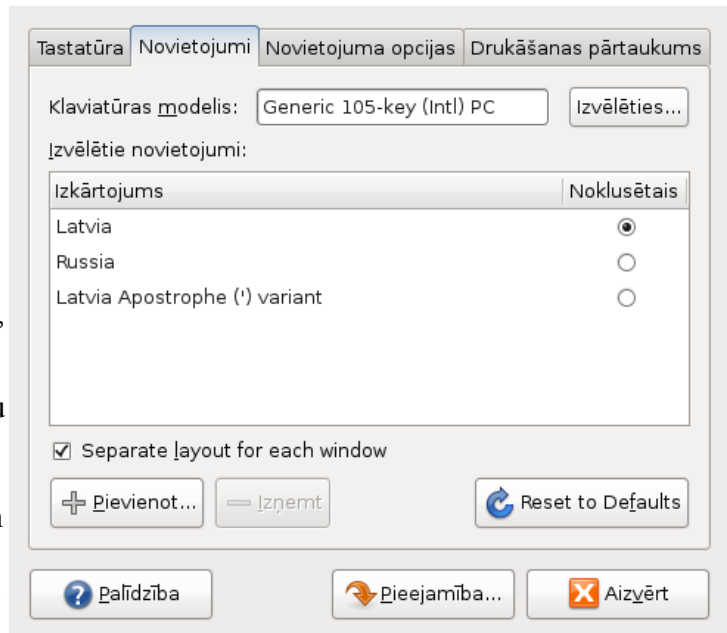 Tastatūra Novietojumi Novietojuma opcijas Drukāšanas pārtaukums
Klaviatūras modelis: Generic 105-key (Intl) PC Izvēlēties...
Izvēlētie novietojumi:
Izkārtojums Noklusētais
Latvia
Russia
Latvia Apostrophe (') variant
Separate layout for each window
Pievienot... Izņemt Reset to Defaults
Palīdzība Pieejamība... Aizvērt